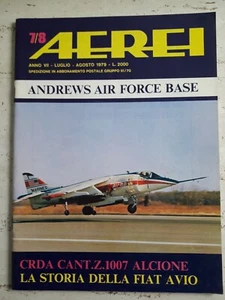 7/8 AEREI
ANNO VII - LUGLIO - AGOSTO 1979 - L. 2000
SPEDIZIONE IN ABBONAMENTO POSTALE GRUPPO III/70
ANDREWS AIR FORCE BASE
CRDA CANT.Z.1007 ALCIONE
LA STORIA DELLA FIAT AVIO